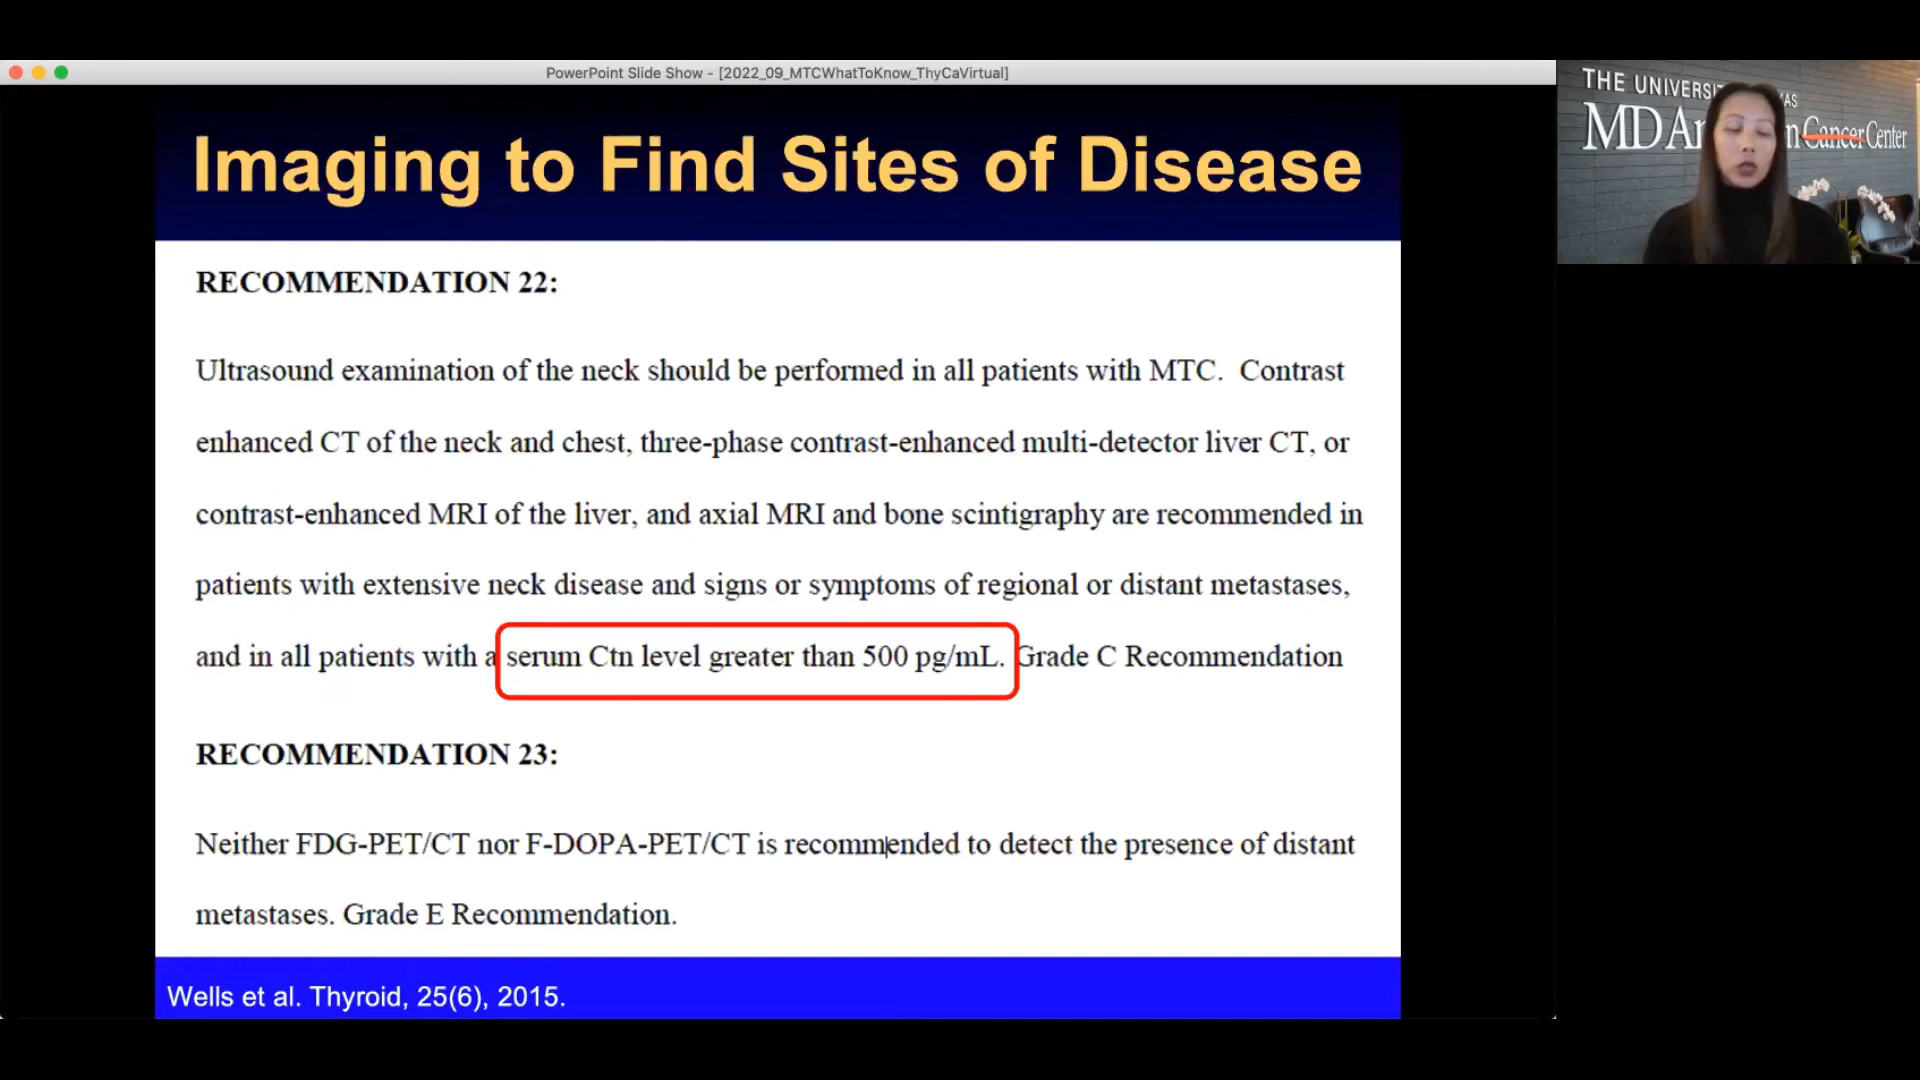 PowerPoint Slide Show - [2022_09_MTCWhatToKnow_ThyCaVirtual]
Imaging to Find Sites of Disease
RECOMMENDATION 22:
Ultrasound examination of the neck should be performed in all patients with MTC. Contrast
enhanced CT of the neck and chest, three-phase contrast-enhanced multi-detector liver CT, or
contrast-enhanced MRI of the liver, and axial MRI and bone scintigraphy are recommended in
patients with extensive neck disease and signs or symptoms of regional or distant metastases,
and in all patients with a serum Ctn level greater than 500 pg/mL. Grade C Recommendation
RECOMMENDATION 23:
Neither FDG-PET/CT nor F-DOPA-PET/CT is recommended to detect the presence of distant
metastases. Grade E Recommendation.
Wells et al. Thyroid, 25(6), 2015.
THE
MD Cancer Center